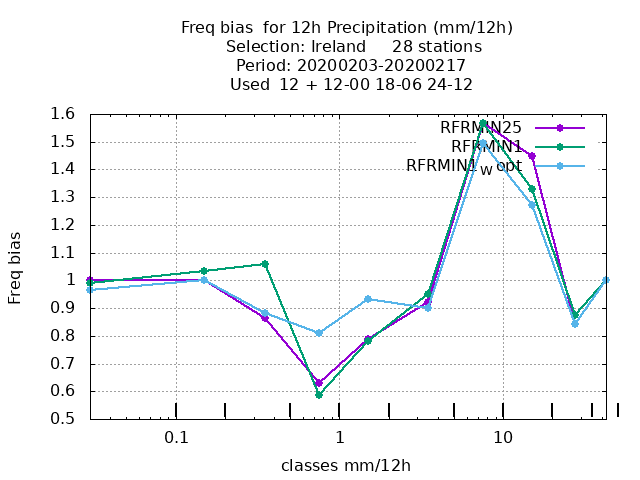 Freq bias  for 12h Precipitation (mm/12h)
Selection: Ireland     28 stations
Period: 20200203-20200217
Used  12 + 12-00 18-06 24-12
1.6
1.5
1.4
1.3
1.2
1.1
1
0.9
0.8
0.7
0.6
0.5
Freq bias
RFRMIN25
RFRMIN1
RFRMIN1W opt
0.1
1
10
classes mm/12h